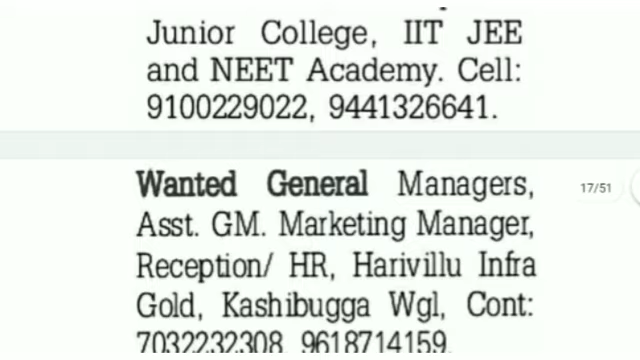 Junior College, IIT JEE
and NEET Academy. Cell:
9100229022, 9441326641.
Wanted General Managers,
17/51
Asst. GM. Marketing Manager,
Reception/ HR, Harivillu Infra
Gold, Kashibugga Wgl, Cont:
7032232308, 9618714159.